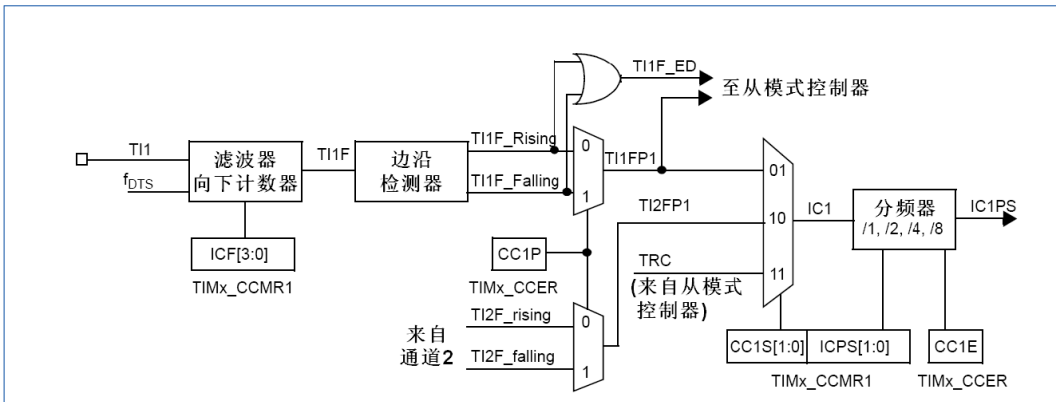 TI1F_ED
至从模式控制器
TI1
fDTS
滤波器
向下计数器
TI1F
边沿
检测器
TI1F_Rising
TI1F_Falling
0
1
TI1FP1
TI2FP1
01
10
11
IC1
分频器
/1, /2, /4, /8
IC1PS
ICF[3:0]
TIMx_CCMR1
CC1P
TIMx_CCER
TRC
(来自从模式
控制器)
来自
通道2
TI2F_rising
TI2F_falling
0
1
CC1S[1:0]
ICPS[1:0]
TIMx_CCMR1
CC1E
TIMx_CCER